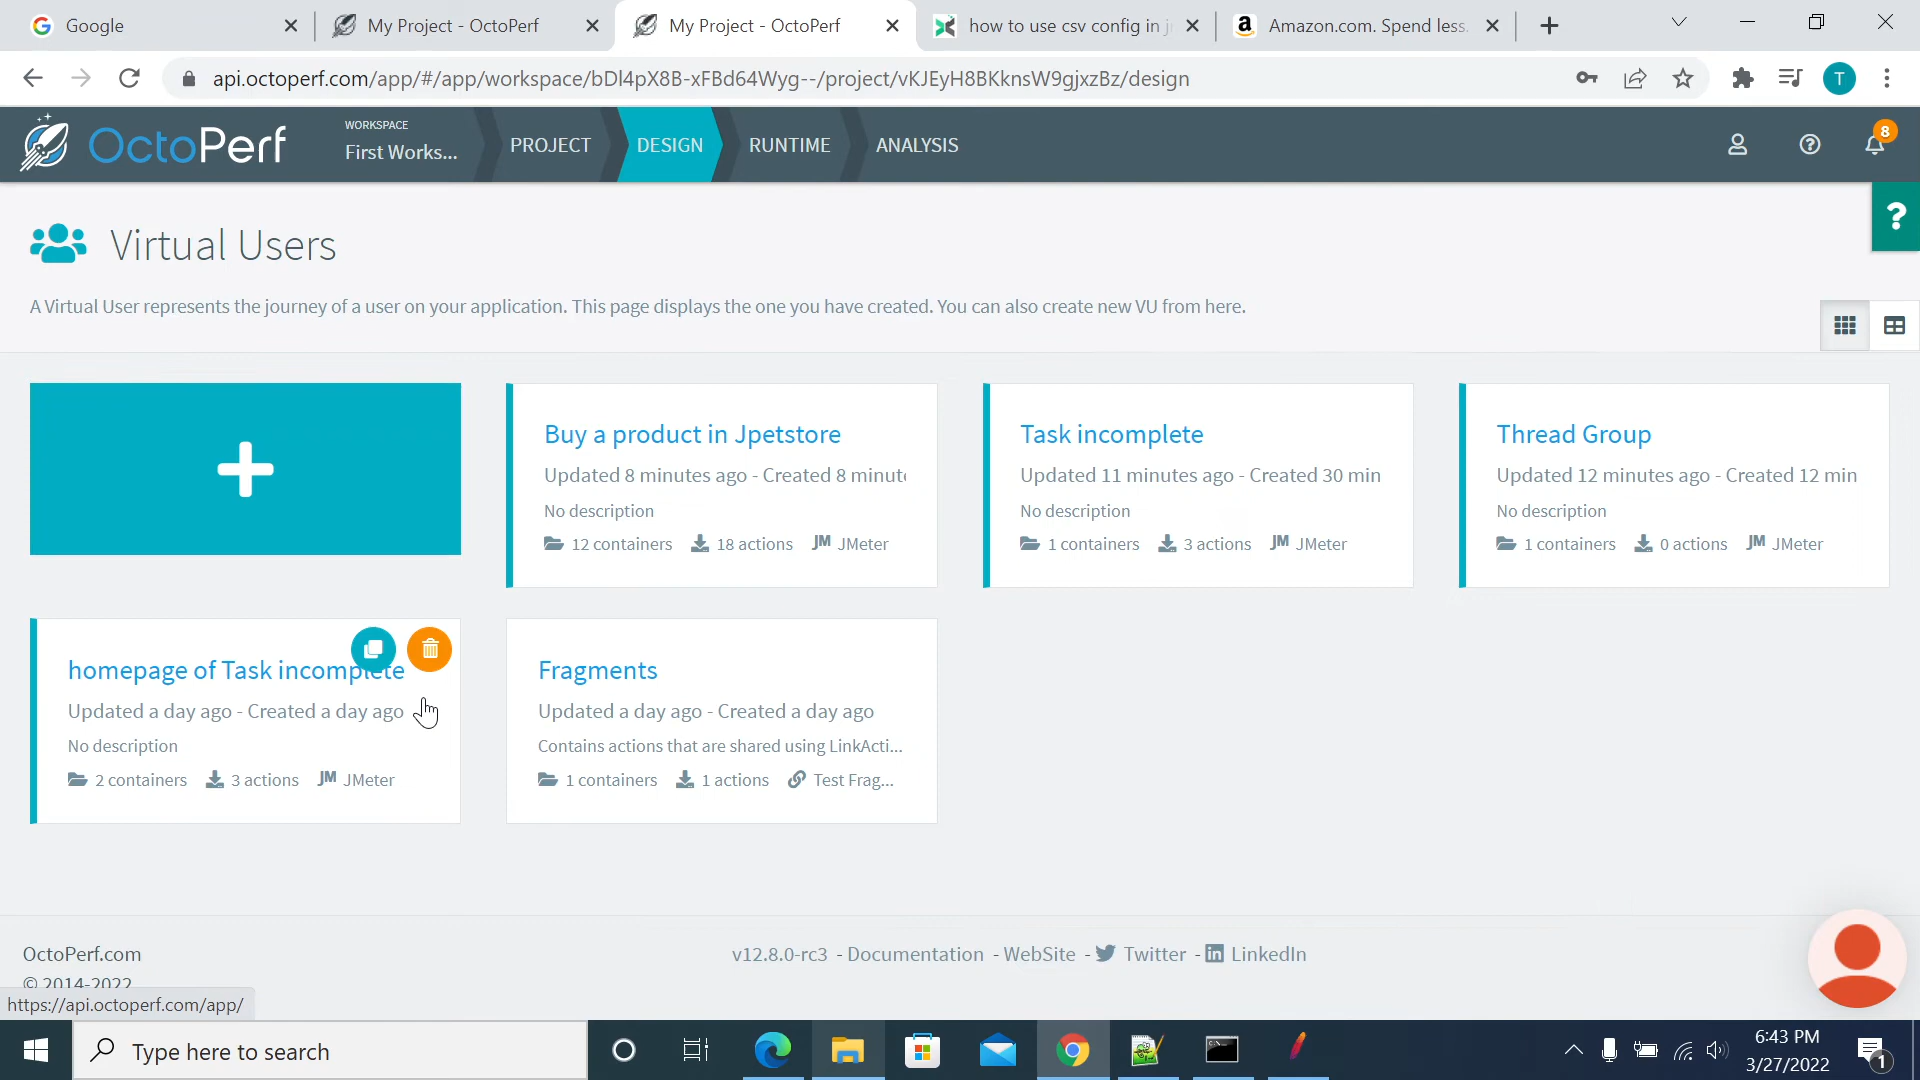 Google
My Project - OctoPerf
My Project - OctoPerf
how to use csv config in j
Amazon.com. Spend less.
api.octoperf.com/app/#/app/workspace/bDl4pX8B-xFBd64Wyg--/project/vKJEyH8BKknsW9gjxzBz/design
T
OctoPerf
WORKSPACE
First Works...
PROJECT
DESIGN
RUNTIME
ANALYSIS
8
?
Virtual Users
A Virtual User represents the journey of a user on your application. This page displays the one you have created. You can also create new VU from here.
Buy a product in Jpetstore
Updated 8 minutes ago - Created 8 minut
No description
12 containers 18 actions JM JMeter
Task incomplete
Updated 11 minutes ago - Created 30 min
No description
1 containers 3 actions JM JMeter
Thread Group
Updated 12 minutes ago - Created 12 min
No description
1 containers 0 actions JM JMeter
homepage of Task incomplete
Updated a day ago - Created a day ago
No description
2 containers 3 actions JM JMeter
Fragments
Updated a day ago - Created a day ago
Contains actions that are shared using LinkActi...
1 containers 1 actions Test Frag...
OctoPerf.com
© 2014-2022
v12.8.0-rc3 - Documentation - WebSite - Twitter - LinkedIn
https://api.octoperf.com/app/
Type here to search
6:43 PM
3/27/2022
1